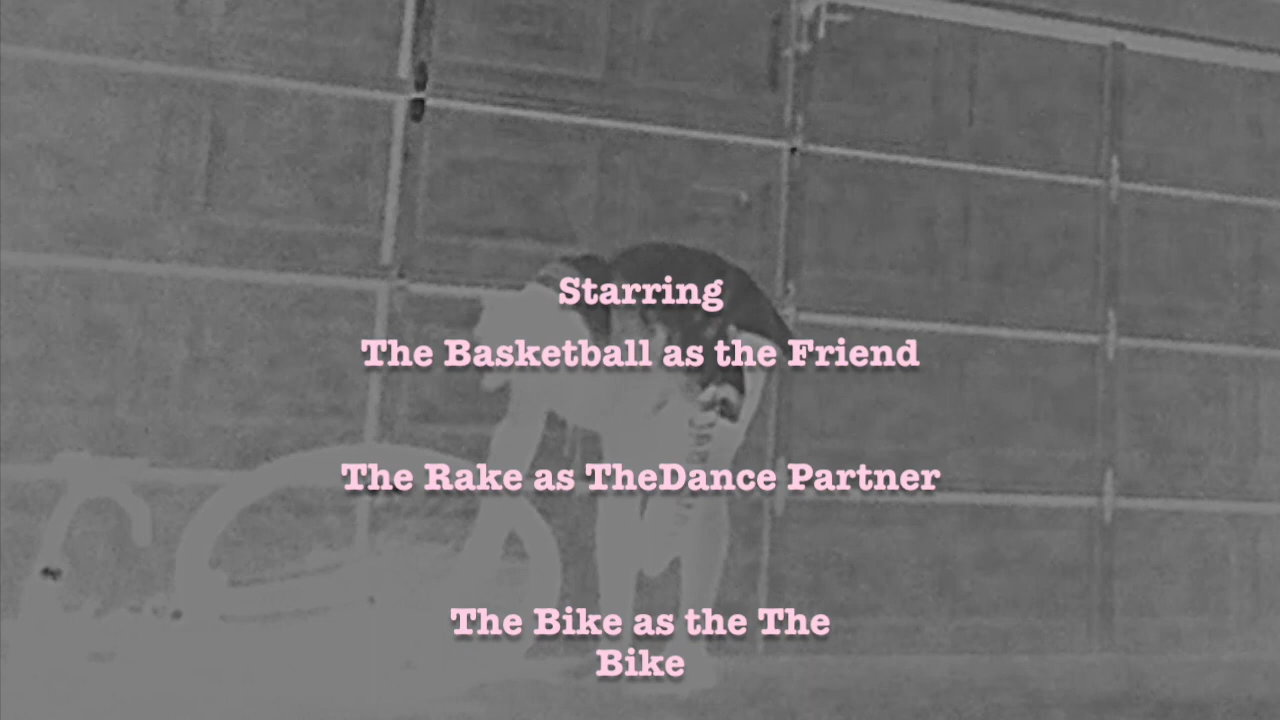 Starring
The Basketball as the Friend
The Rake as TheDance Partner
The Bike as the The
Bike